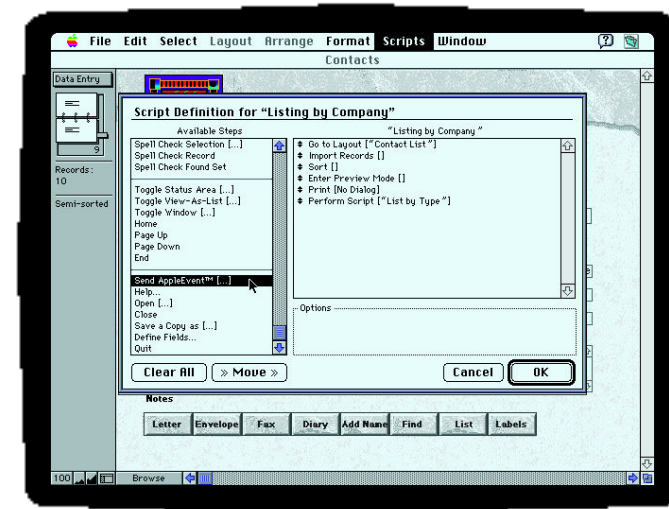 File Edit Select Layout Arrange Format Scripts Window
Contacts
Data Entry
9
Records:
10
Semi-sorted
Script Definition for “Listing by Company”
Available Steps
Spell Check Selection [...]
Spell Check Record
Spell Check Found Set
Toggle Status Area [...]
Toggle View-As-List [...]
Toggle Window [...]
Home
Page Up
Page Down
End
Send AppleEvent™ [...]
Help...
Open [...]
Close
Save a Copy as [...]
Define Fields...
Quit
"Listing by Company"
Go to Layout ["Contact List"]
Import Records []
Sort []
Enter Preview Mode []
Print [No Dialog]
Perform Script ["List by Type"]
Options
Clear All » Move » Cancel OK
Notes
Letter Envelope Fax Diary Add Name Find List Labels
100 Browse